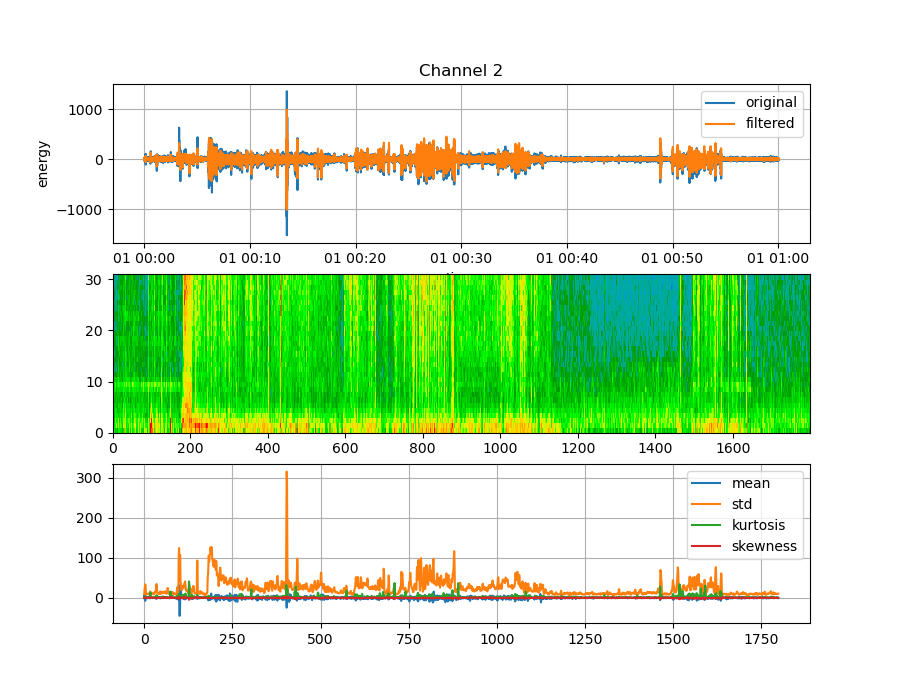 Channel 2
original
filtered
energy
1000
0
−1000
01 00:00 01 00:10 01 00:20 01 00:30 01 00:40 01 00:50 01 01:00
30
20
10
0
0 200 400 600 800 1000 1200 1400 1600
mean
std
kurtosis
skewness
300
200
100
0
0 250 500 750 1000 1250 1500 1750